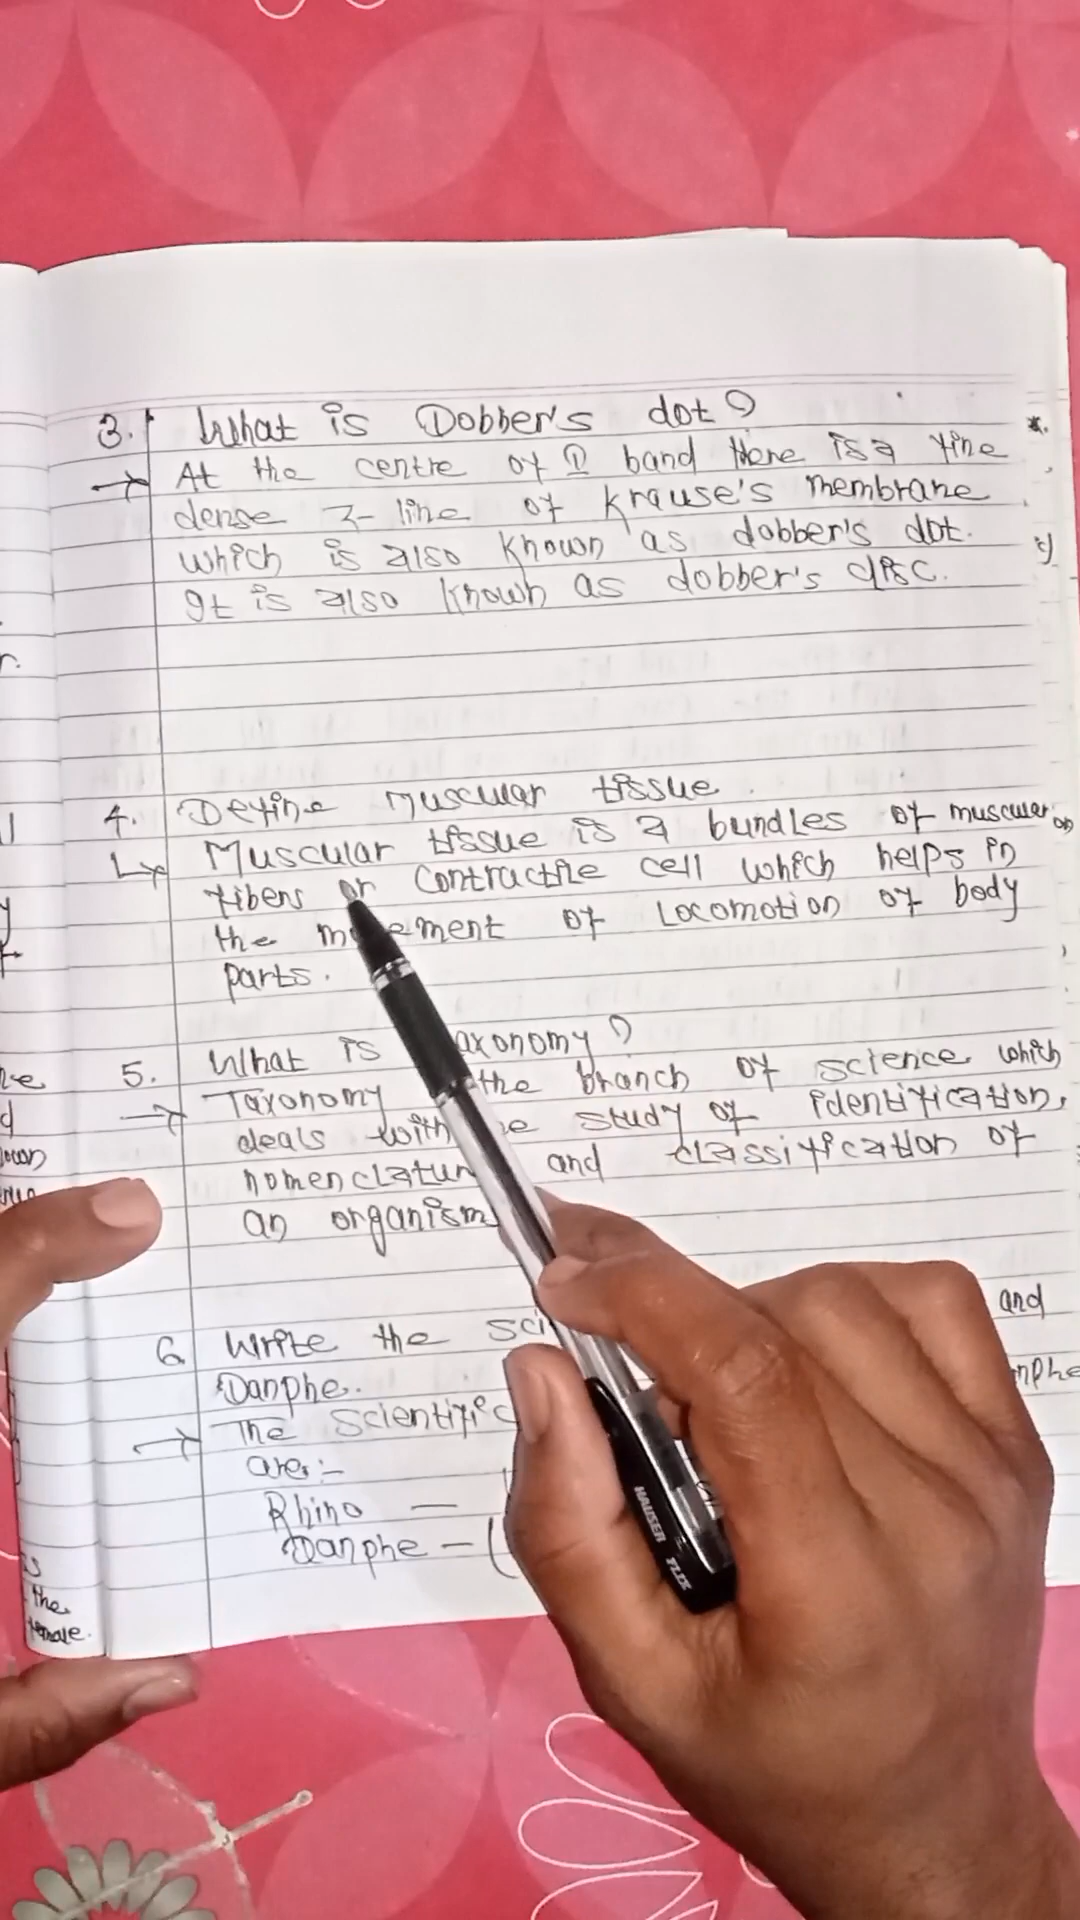 3. What is Dobber's dot?
→ At the centre of I band there is a fine
dense z-line of Krause's membrane
which is also known as dobber's dot.
It is also known as dobber's disc.
4. Define Muscular tissue.
Muscular tissue is a bundles of muscular
fibers or contractile cell which helps in
the movement of Locomotion of body
parts.
5. What is axonomy?
→ Taxonomy the branch of science which
deals with study of identification,
nomenclatur and classification of
an organism
6. Write the sci and
Danphe.
→ The Scientific
are:-
Rhino —
Danphe — (
HAUSER FLIX
the
female.